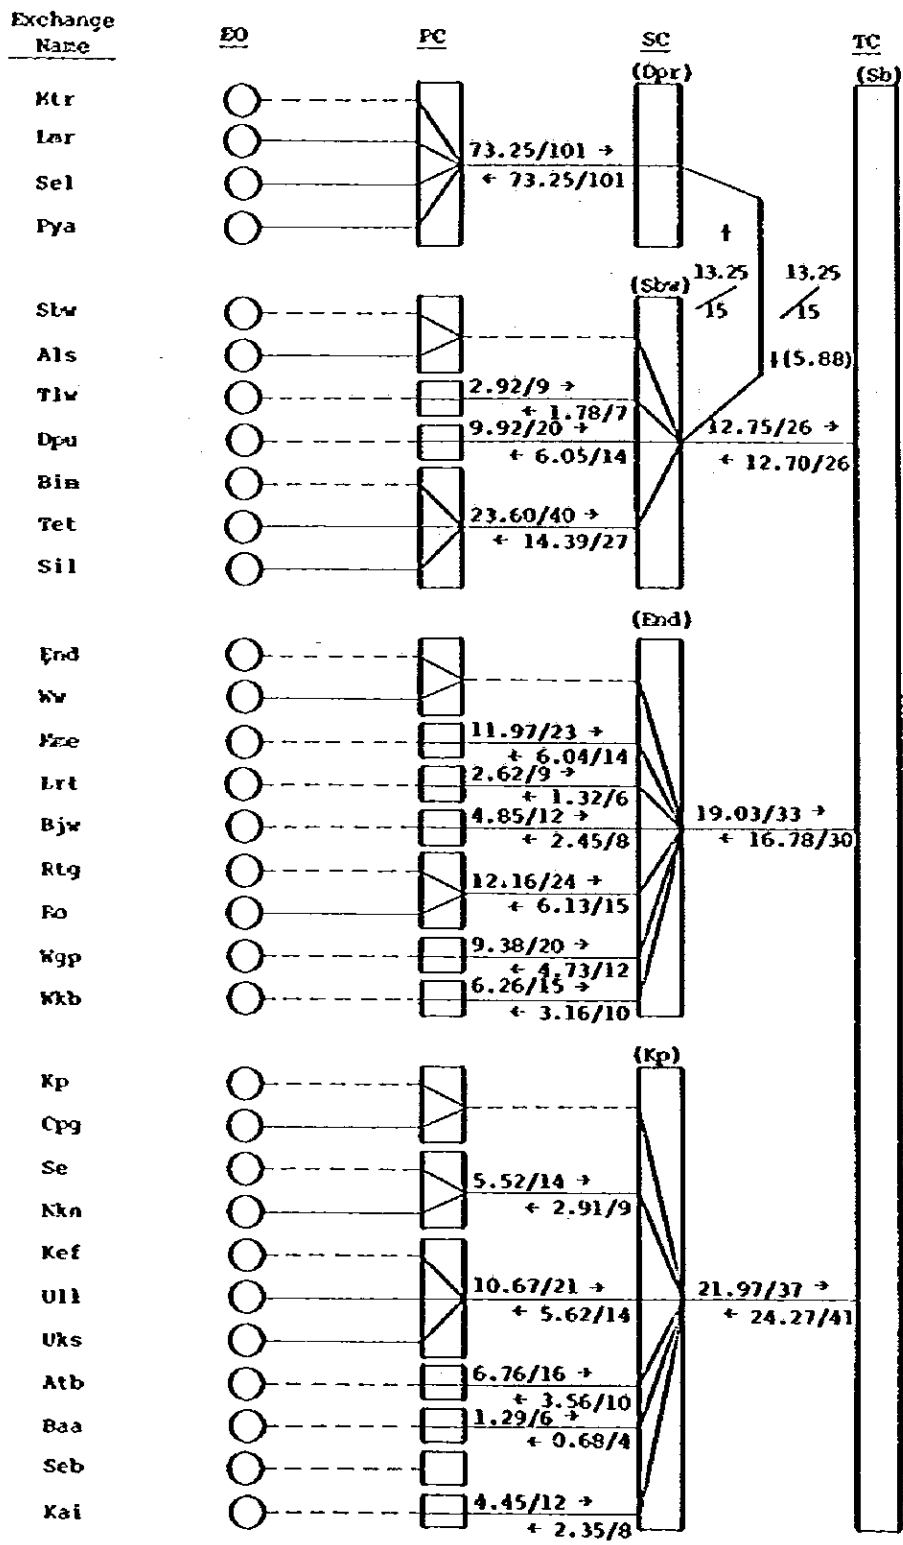 Exchange
Name
EO
PC
SC
TC
(Dpr)
(Sb)
Mtr
Lmr
73.25/101 →
Sel
← 73.25/101
Pya
13.25
13.25
15
15
(Sbw)
Sbw
Als
↓(5.88)
Tlw
2.92/9 →
← 1.78/7
Dpu
9.92/20 →
12.75/26 →
← 6.05/14
← 12.70/26
Bim
Tet
23.60/40 →
← 14.39/27
Sil
(End)
End
Ww
Mme
11.97/23 →
← 6.04/14
Lrt
2.62/9 →
← 1.32/6
Bjw
4.85/12 →
19.03/33 →
← 2.45/8
← 16.78/30
Rtg
12.16/24 →
Bo
← 6.13/15
Wgp
9.38/20 →
← 4.73/12
Wkb
6.26/15 →
← 3.16/10
(Kp)
Kp
Cpg
Se
5.52/14 →
Nkn
← 2.91/9
Kef
Ull
10.67/21 →
21.97/37 →
← 5.62/14
← 24.27/41
Uks
Atb
6.76/16 →
← 3.56/10
Baa
1.29/6 →
← 0.68/4
Seb
Kai
4.45/12 →
← 2.35/8